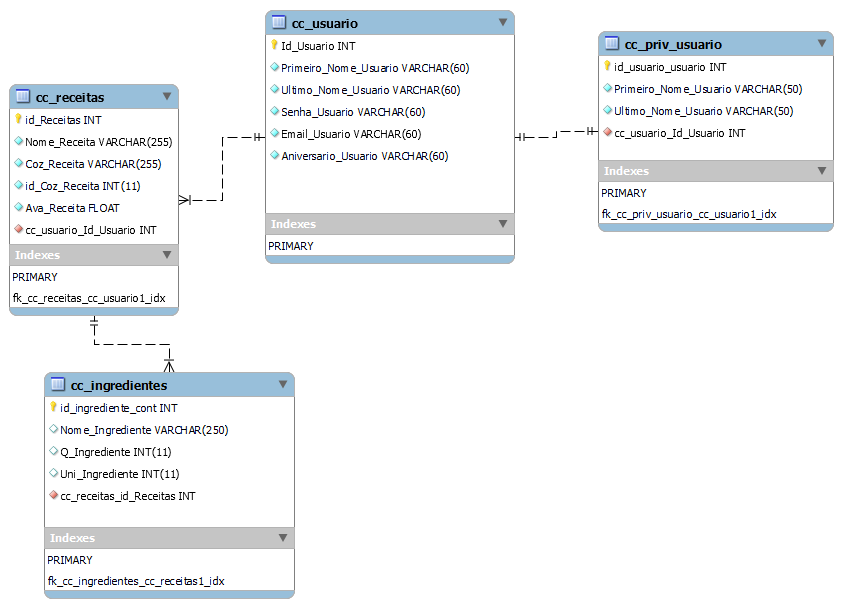 cc_usuario
Id_Usuario INT
Primeiro_Nome_Usuario VARCHAR(60)
Ultimo_Nome_Usuario VARCHAR(60)
Senha_Usuario VARCHAR(60)
Email_Usuario VARCHAR(60)
Aniversario_Usuario VARCHAR(60)
Indexes
PRIMARY
cc_priv_usuario
id_usuario_usuario INT
Primeiro_Nome_Usuario VARCHAR(50)
Ultimo_Nome_Usuario VARCHAR(50)
cc_usuario_Id_Usuario INT
Indexes
PRIMARY
fk_cc_priv_usuario_cc_usuario1_idx
cc_receitas
id_Receitas INT
Nome_Receita VARCHAR(255)
Coz_Receita VARCHAR(255)
id_Coz_Receita INT(11)
Ava_Receita FLOAT
cc_usuario_Id_Usuario INT
Indexes
PRIMARY
fk_cc_receitas_cc_usuario1_idx
cc_ingredientes
id_ingrediente_cont INT
Nome_Ingrediente VARCHAR(250)
Q_Ingrediente INT(11)
Uni_Ingrediente INT(11)
cc_receitas_id_Receitas INT
Indexes
PRIMARY
fk_cc_ingredientes_cc_receitas1_idx